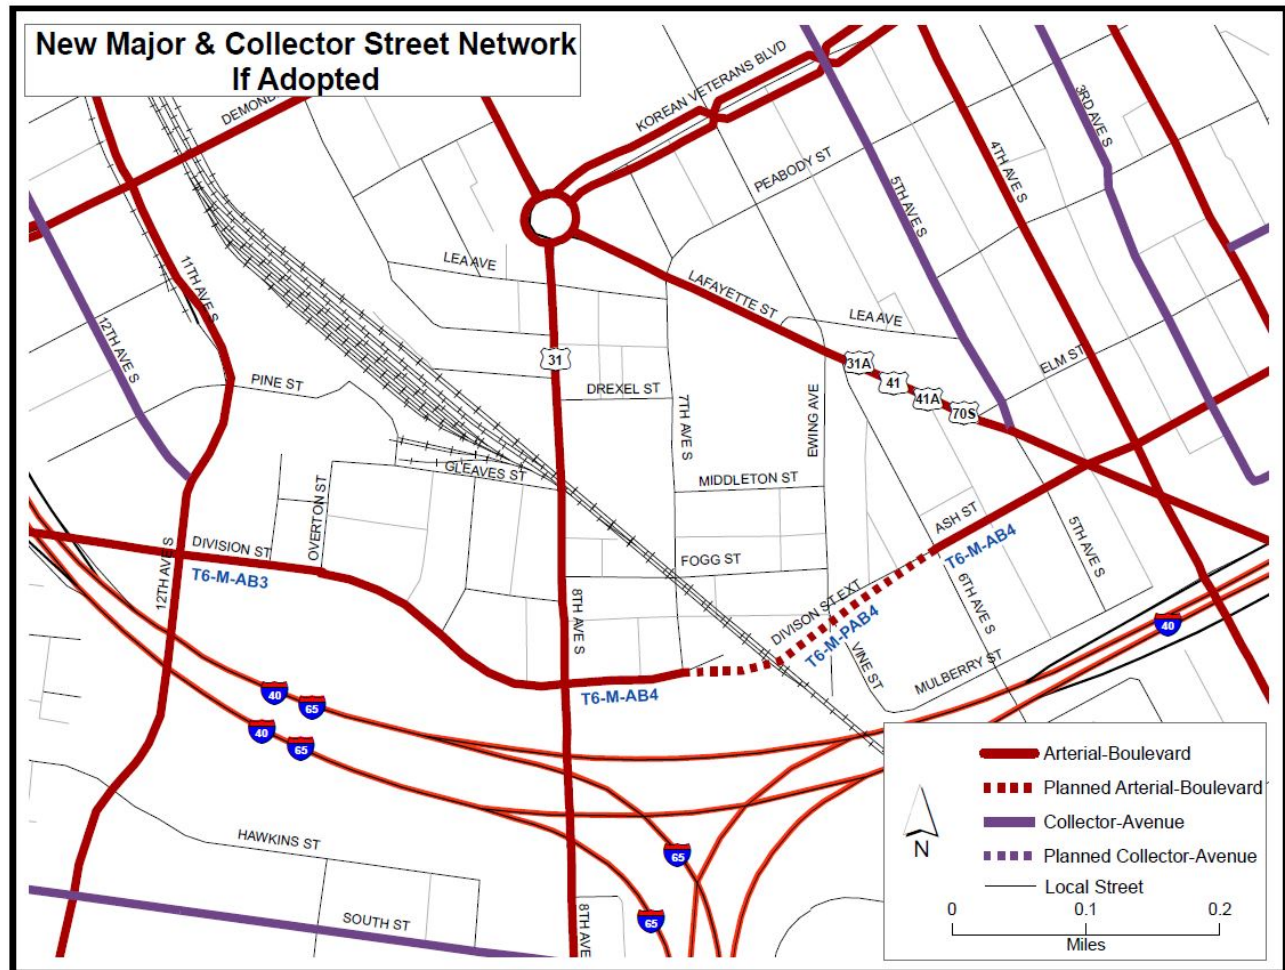 New Major & Collector Street Network
If Adopted
DEMON
KOREAN VETERANS BLVD
3RD AVE S
4TH AVE S
PEABODY ST
5TH AVE S
LEA AVE
11TH AVE S
LAFAYETTE ST
LEA AVE
12TH AVE S
31
31A
41
41A
70S
ELM ST
PINE ST
DREXEL ST
7TH AVE S
EWING AVE
GLEAVES ST
MIDDLETON ST
OVERTON ST
ASH ST
DIVISION ST
FOGG ST
T6-M-AB4
5TH AVE S
T6-M-AB3
12TH AVE S
8TH AVE S
DIVISON ST EXT
6TH AVE S
T6-M-PAB4
VINE ST
40
MULBERRY ST
T6-M-AB4
40
65
40
65
HAWKINS ST
65
SOUTH ST
8TH AVE
65
Arterial-Boulevard
Planned Arterial-Boulevard
Collector-Avenue
Planned Collector-Avenue
Local Street
N
0 0.1 0.2
Miles